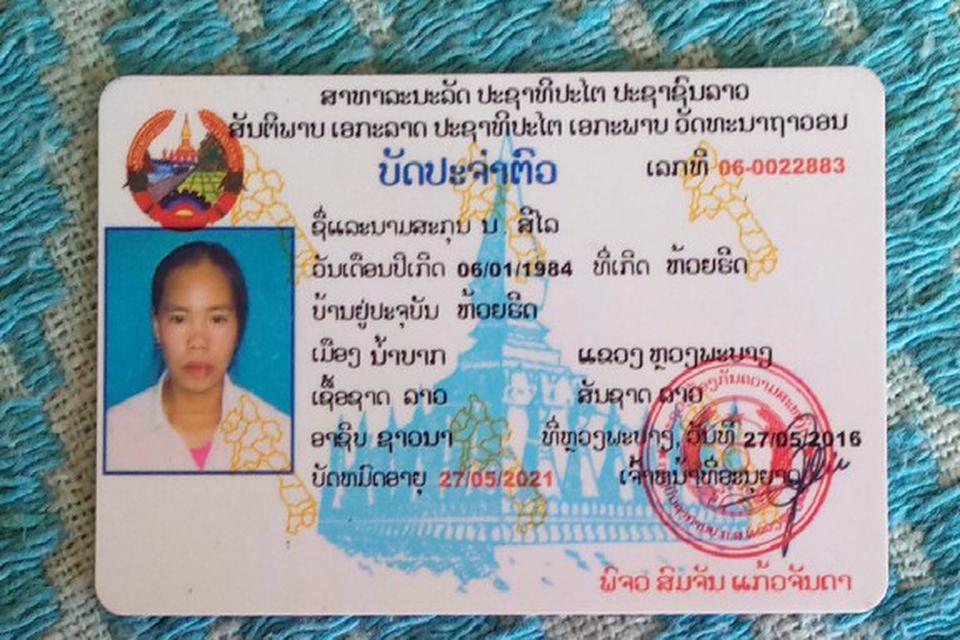 ສາທາລະນະລັດ ປະຊາທິປະໄຕ ປະຊາຊົນລາວ
ສັນຕິພາບ ເອກະລາດ ປະຊາທິປະໄຕ ເອກະພາບ ວັດທະນາຖາວອນ
ບັດປະຈຳຕົວ ເລກທີ 06-0022883
ຊື່ແລະນາມສະກຸນ ນ ສີໄລ
ວັນເດືອນປີເກີດ 06/01/1984 ທີ່ເກີດ ຫ້ວຍຮິດ
ບ້ານຢູ່ປະຈຸບັນ ຫ້ວຍຮິດ
ເມືອງ ນ້ຳບາກ ແຂວງ ຫຼວງພະບາງ
ເຊື້ອຊາດ ລາວ ສັນຊາດ ລາວ
ອາຊີບ ຊາວນາ ທີ່ຫຼວງພະບາງ, ວັນທີ 27/05/2016
ບັດຫມົດອາຍຸ 27/05/2021 ເຈົ້າຫນ້າທີ່ອະນຸຍາດ
ພິຈວ ສົມຈັນ ແກ້ວຈັນດາ